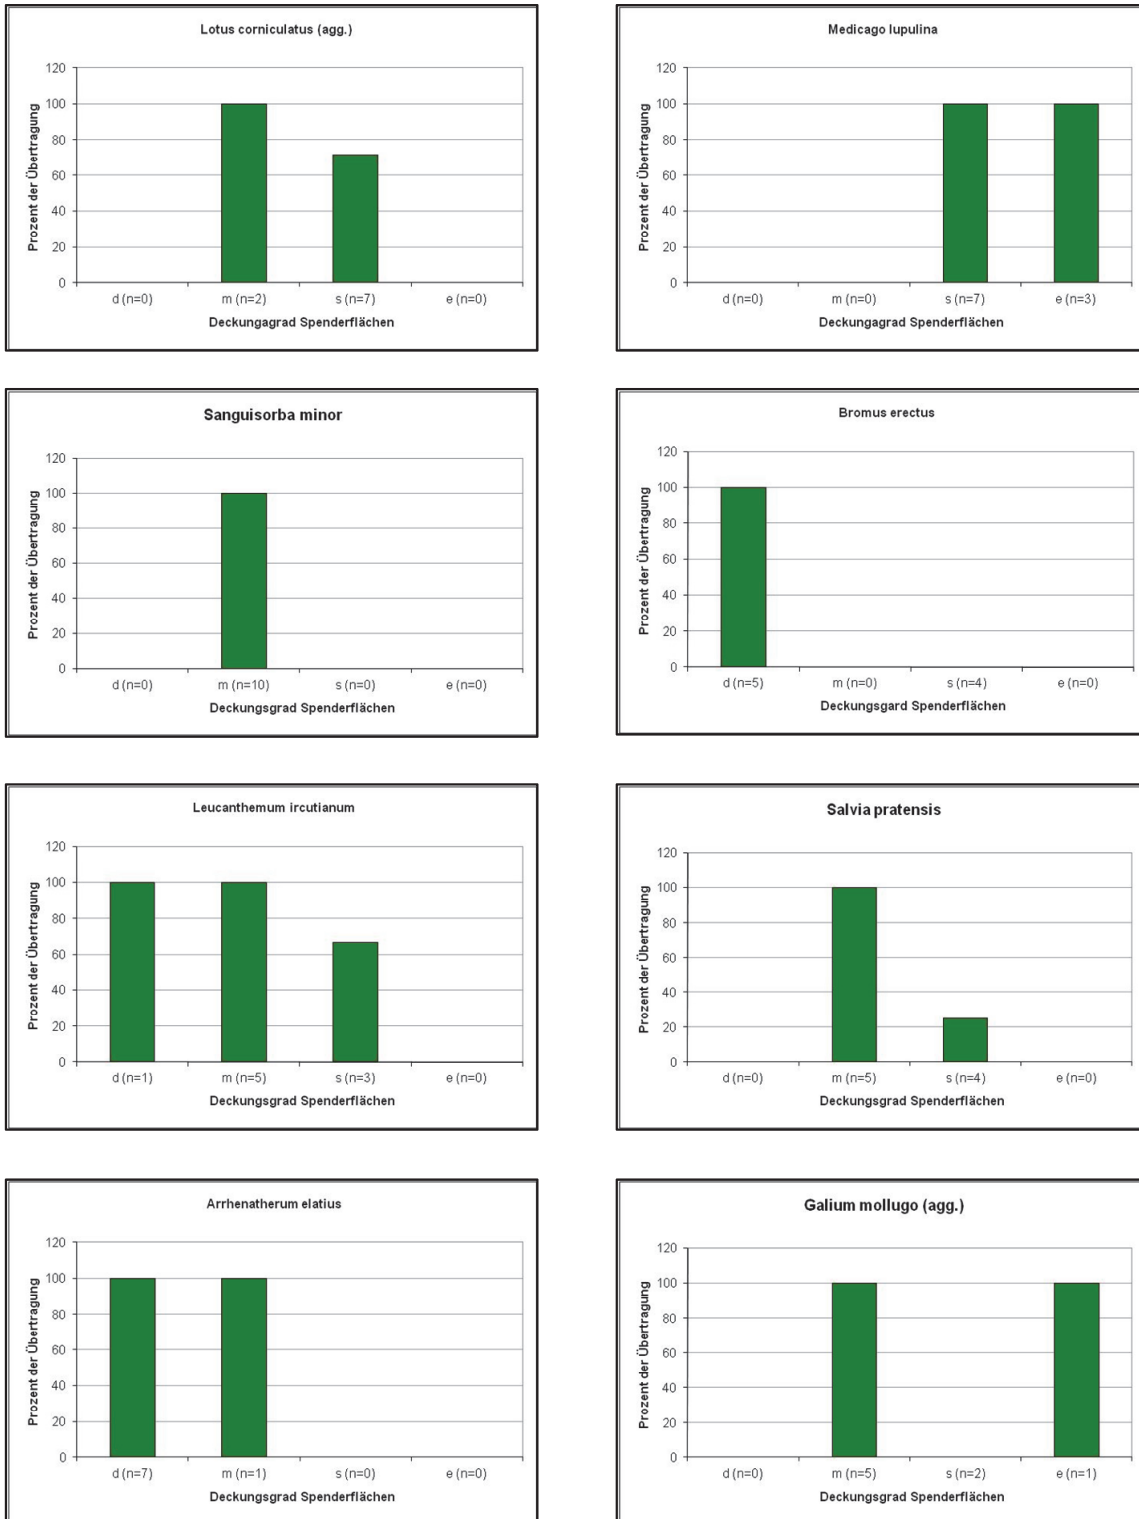 Lotus corniculatus (agg.)
120
100
80
60
40
20
0
Prozent der Übertragung
d (n=0) m (n=2) s (n=7) e (n=0)
Deckungagrad Spenderflächen
Medicago lupulina
120
100
80
60
40
20
0
Prozent der Übertragung
d (n=0) m (n=0) s (n=7) e (n=3)
Deckungagrad Spenderflächen
Sanguisorba minor
120
100
80
60
40
20
0
Prozent der Übertragung
d (n=0) m (n=10) s (n=0) e (n=0)
Deckungsgrad Spenderflächen
Bromus erectus
120
100
80
60
40
20
0
Prozent der Übertragung
d (n=5) m (n=0) s (n=4) e (n=0)
Deckungsgard Spenderflächen
Leucanthemum ircutianum
120
100
80
60
40
20
0
Prozent der Übertragung
d (n=1) m (n=5) s (n=3) e (n=0)
Deckungsgrad Spenderflächen
Salvia pratensis
120
100
80
60
40
20
0
Prozent der Übertragung
d (n=0) m (n=5) s (n=4) e (n=0)
Deckungsgrad Spenderflächen
Arrhenatherum elatius
120
100
80
60
40
20
0
Prozent der Übertragung
d (n=7) m (n=1) s (n=0) e (n=0)
Deckungsgrad Spenderflächen
Galium mollugo (agg.)
120
100
80
60
40
20
0
Prozent der Übertragung
d (n=0) m (n=5) s (n=2) e (n=1)
Deckungsgrad Spenderflächen